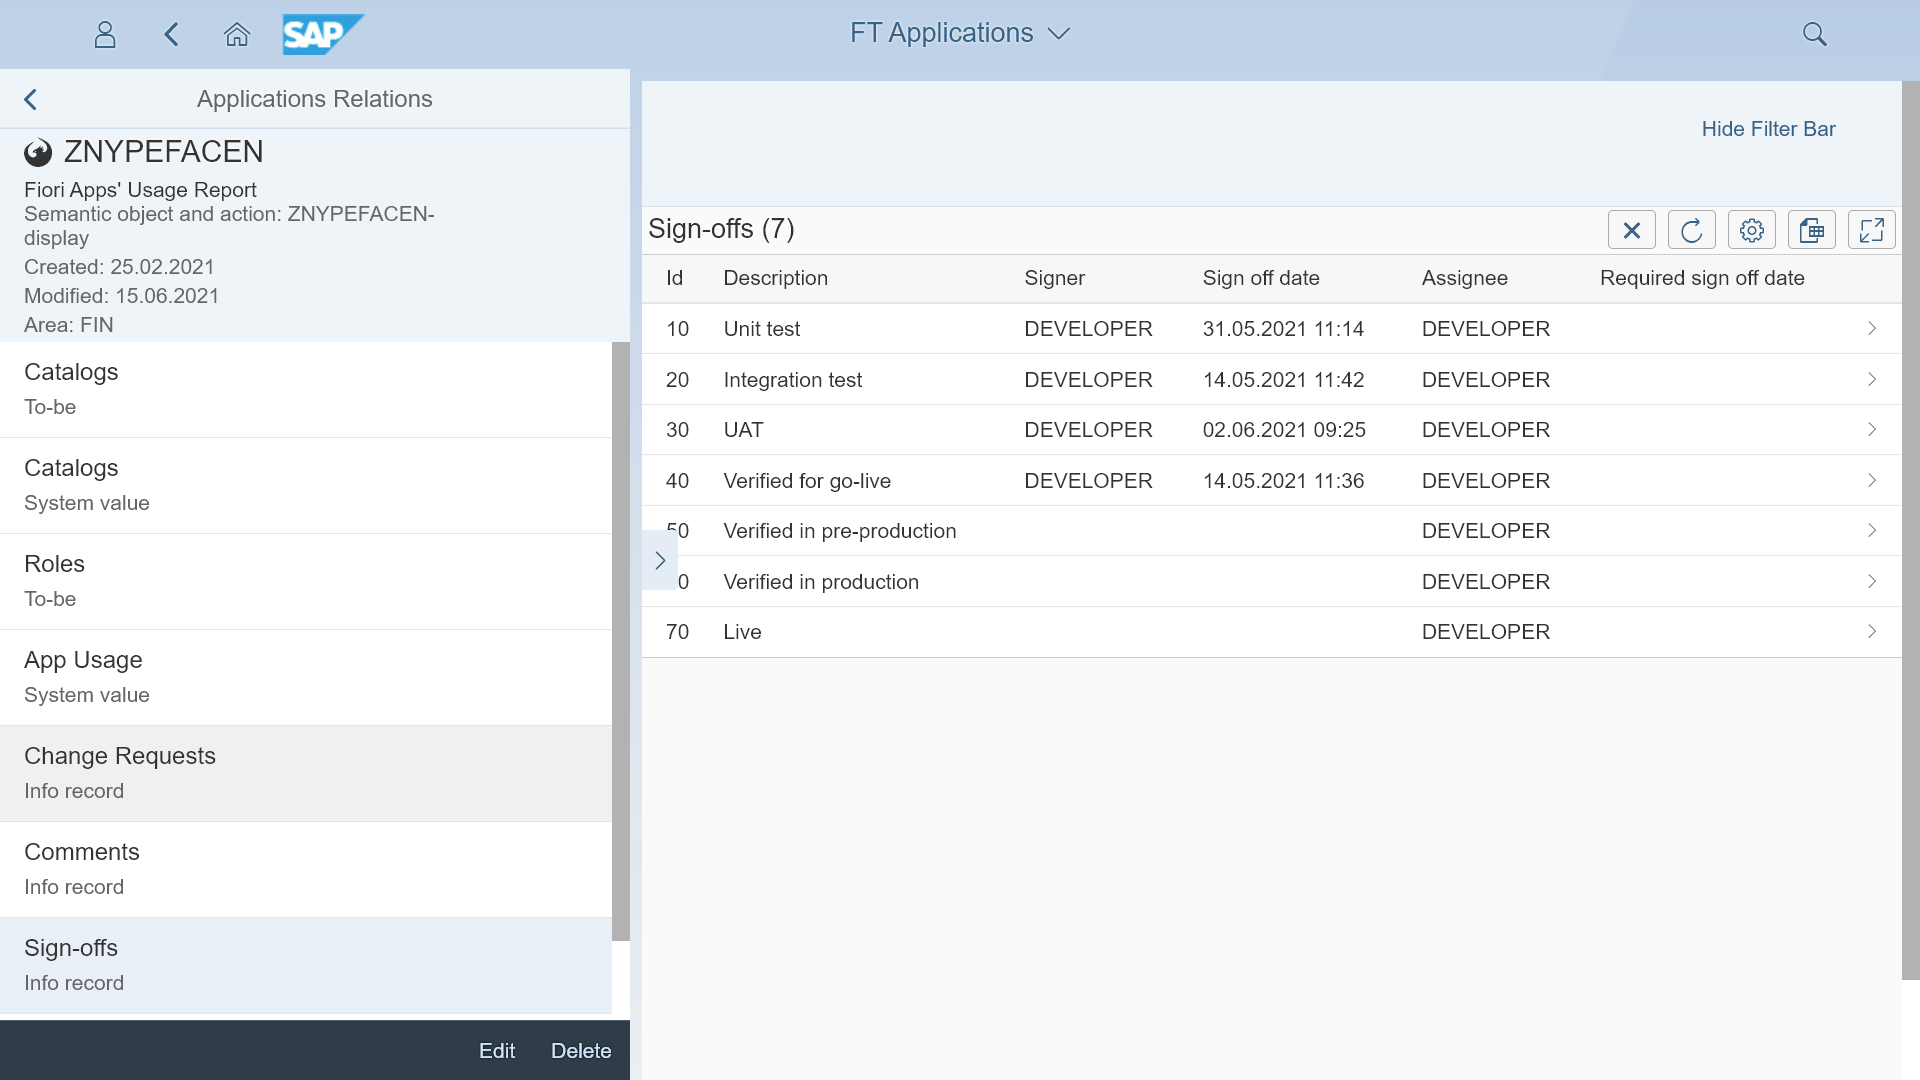 SAP
FT Applications
Applications Relations
ZNYPEFACEN
Fiori Apps' Usage Report
Semantic object and action: ZNYPEFACEN-
display
Created: 25.02.2021
Modified: 15.06.2021
Area: FIN
Catalogs
To-be
Catalogs
System value
Roles
To-be
App Usage
System value
Change Requests
Info record
Comments
Info record
Sign-offs
Info record
Edit Delete
Hide Filter Bar
Sign-offs (7)
Id Description Signer Sign off date Assignee Required sign off date
10 Unit test DEVELOPER 31.05.2021 11:14 DEVELOPER
20 Integration test DEVELOPER 14.05.2021 11:42 DEVELOPER
30 UAT DEVELOPER 02.06.2021 09:25 DEVELOPER
40 Verified for go-live DEVELOPER 14.05.2021 11:36 DEVELOPER
50 Verified in pre-production DEVELOPER
0 Verified in production DEVELOPER
70 Live DEVELOPER